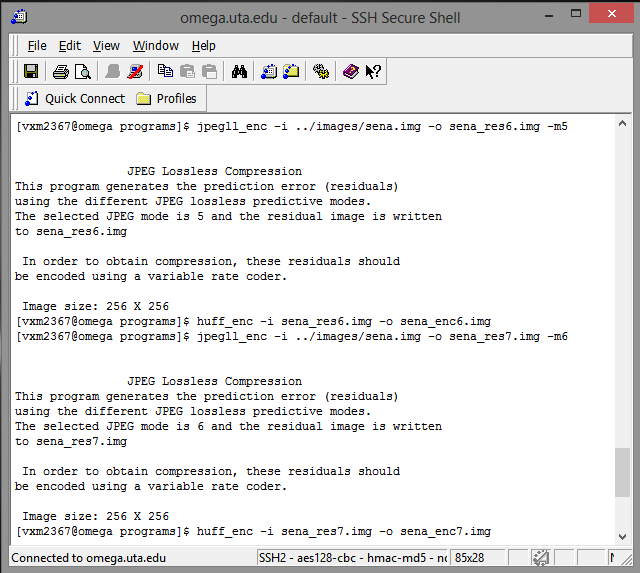 omega.uta.edu - default - SSH Secure Shell
File Edit View Window Help
Quick Connect Profiles
[vxm2367@omega programs]$ jpegll_enc -i ../images/sena.img -o sena_res6.img -m5
JPEG Lossless Compression
This program generates the prediction error (residuals)
using the different JPEG lossless predictive modes.
The selected JPEG mode is 5 and the residual image is written
to sena_res6.img
In order to obtain compression, these residuals should
be encoded using a variable rate coder.
Image size: 256 X 256
[vxm2367@omega programs]$ huff_enc -i sena_res6.img -o sena_enc6.img
[vxm2367@omega programs]$ jpegll_enc -i ../images/sena.img -o sena_res7.img -m6
JPEG Lossless Compression
This program generates the prediction error (residuals)
using the different JPEG lossless predictive modes.
The selected JPEG mode is 6 and the residual image is written
to sena_res7.img
In order to obtain compression, these residuals should
be encoded using a variable rate coder.
Image size: 256 X 256
[vxm2367@omega programs]$ huff_enc -i sena_res7.img -o sena_enc7.img
Connected to omega.uta.edu SSH2 - aes128-cbc - hmac-md5 - 85x28